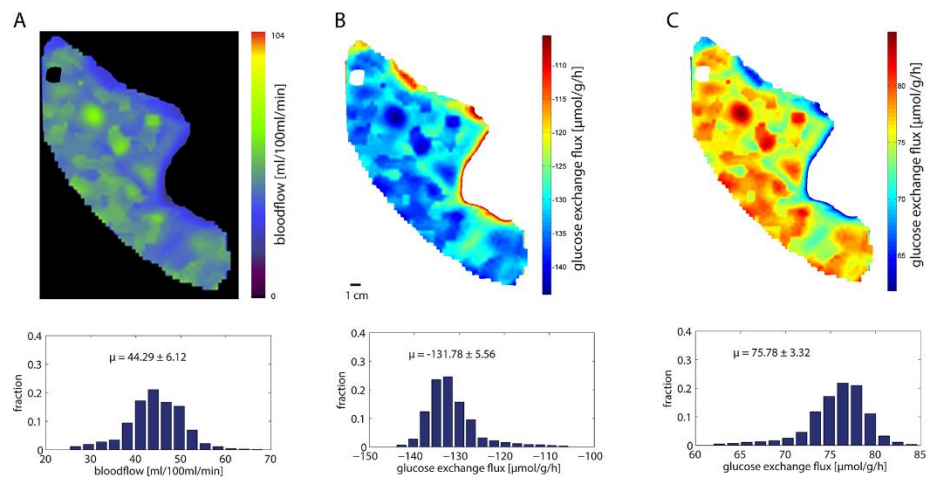 A
104
bloodflow [ml/100ml/min]
0
B
-110
-115
-120
-125
-130
-135
-140
glucose exchange flux [µmol/g/h]
1 cm
C
80
75
70
65
glucose exchange flux [µmol/g/h]
0.4
0.3
0.2
0.1
0
fraction
µ = 44.29 ± 6.12
20 30 40 50 60 70
bloodflow [ml/100ml/min]
0.4
0.3
0.2
0.1
0
fraction
µ = -131.78 ± 5.56
−150 −140 −130 −120 −110 −100
glucose exchange flux [µmol/g/h]
0.4
0.3
0.2
0.1
0
fraction
µ = 75.78 ± 3.32
60 65 70 75 80 85
glucose exchange flux [µmol/g/h]